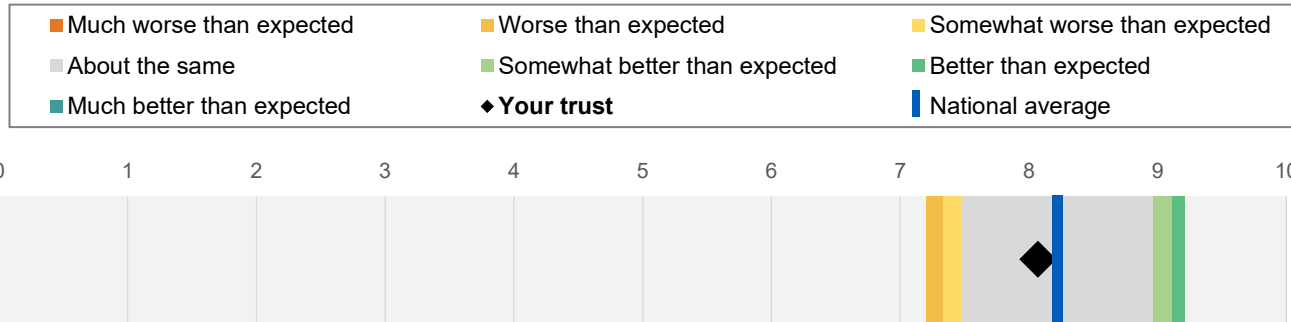 Much worse than expected Worse than expected Somewhat worse than expected
About the same Somewhat better than expected Better than expected
Much better than expected Your trust National average
0 1 2 3 4 5 6 7 8 9 10